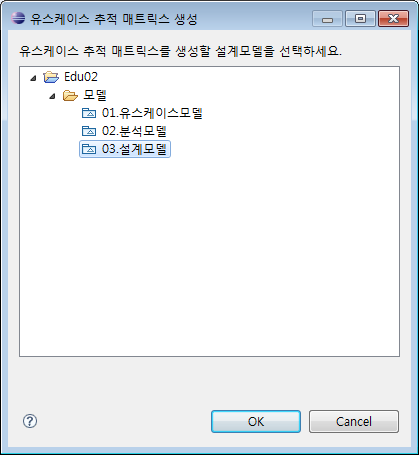 유스케이스 추적 매트릭스 생성
유스케이스 추적 매트릭스를 생성할 설계모델을 선택하세요.
Edu02
모델
01.유스케이스모델
02.분석모델
03.설계모델
?
OK
Cancel